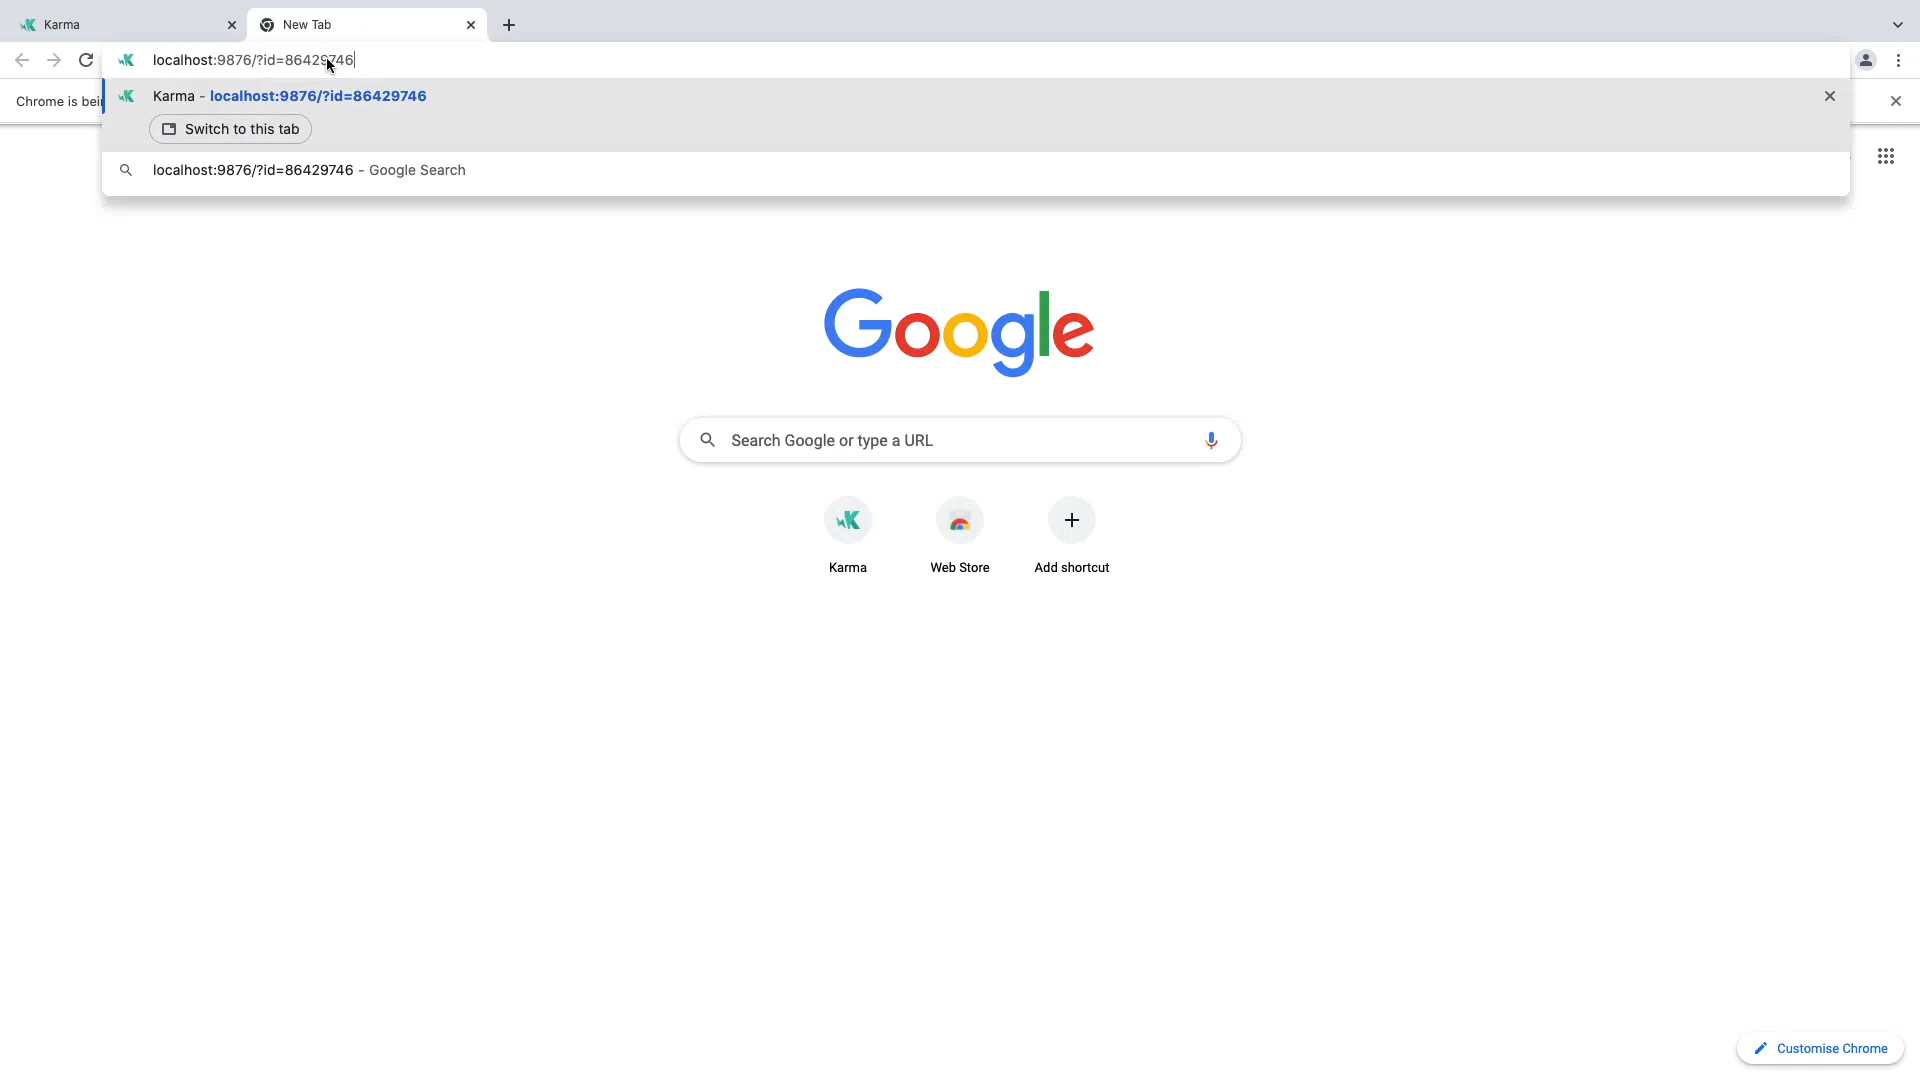 Karma
New Tab
localhost:9876/?id=86429746
Chrome is bei
Karma - localhost:9876/?id=86429746
Switch to this tab
localhost:9876/?id=86429746 - Google Search
Google
Search Google or type a URL
Karma
Web Store
Add shortcut
Customise Chrome